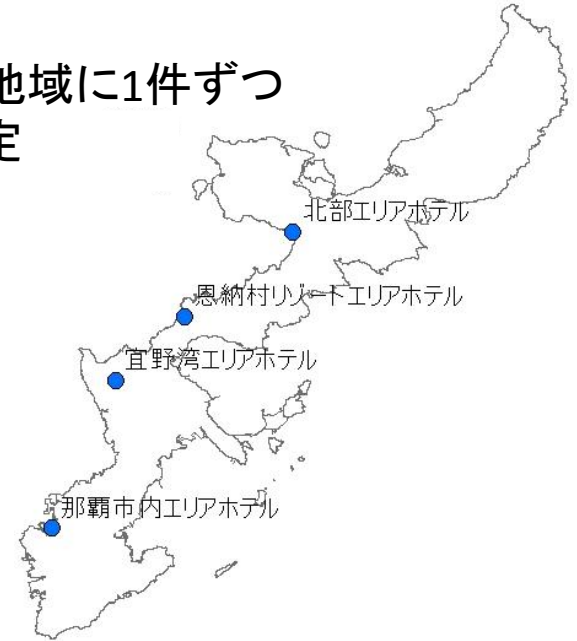 地域に1件ずつ
定
北部エリアホテル
恩納村リゾートエリアホテル
宜野湾エリアホテル
那覇市内エリアホテル